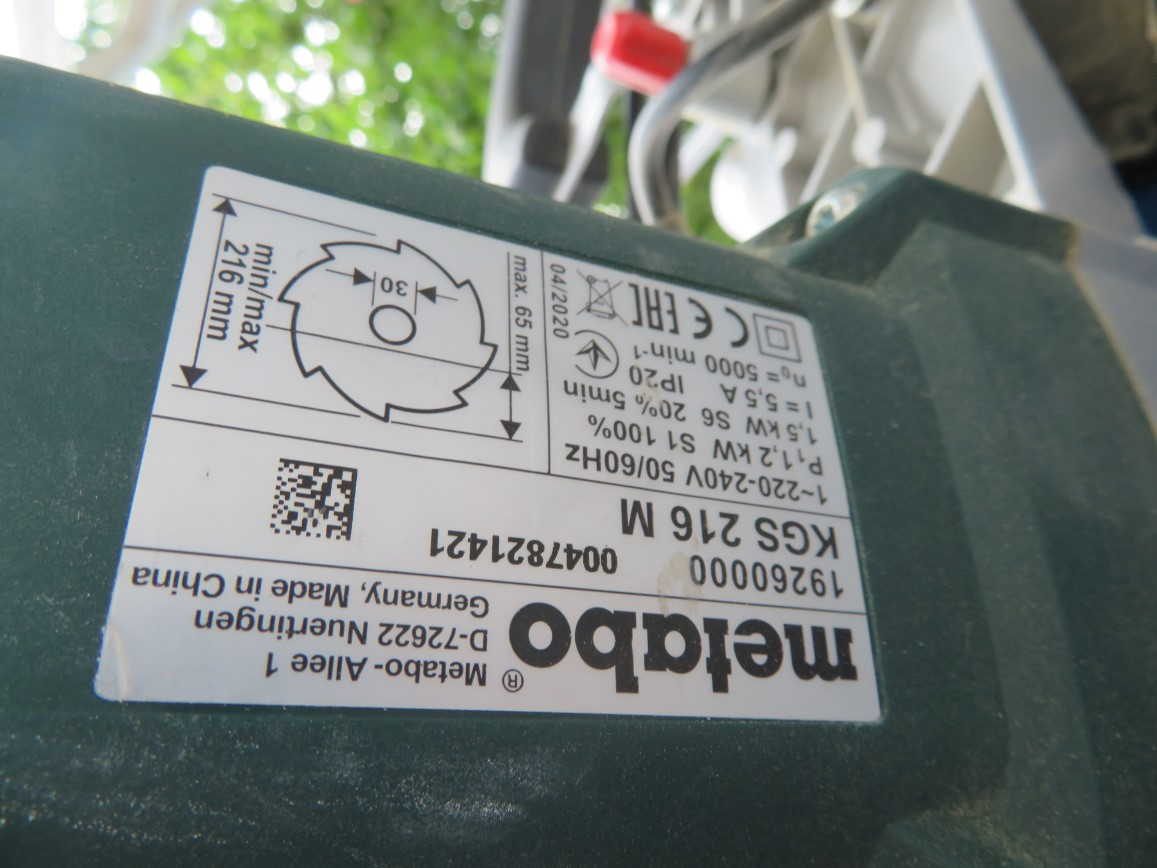 metabo®
Metabo-Allee 1
D-72622 Nuertingen
Germany, Made in China
19260000
0047821421
KGS 216 M
1~220-240V 50/60Hz
P₁1,2 kW S1 100%
1,5 kW S6 20% 5min
I = 5,5 A IP20
n₀= 5000 min-1
CE EAC
04/2020
max. 65 mm
30
min/max
216 mm